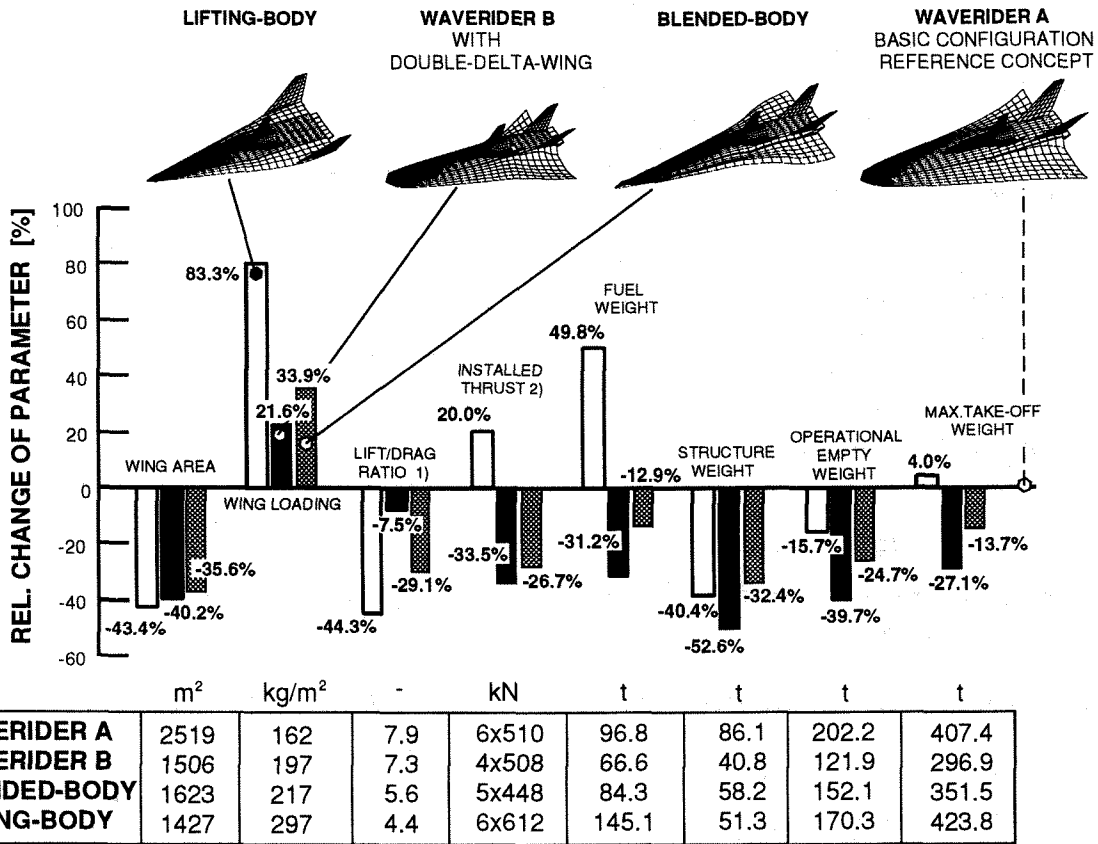 LIFTING-BODY
WAVERIDER B
WITH
DOUBLE-DELTA-WING
BLENDED-BODY
WAVERIDER A
BASIC CONFIGURATION
REFERENCE CONCEPT
REL. CHANGE OF PARAMETER [%]
100
80
60
40
20
0
-20
-40
-60
WING AREA
-43.4%
-40.2%
-35.6%
83.3%
21.6%
33.9%
WING LOADING
LIFT/DRAG
RATIO 1)
-44.3%
-7.5%
-29.1%
INSTALLED
THRUST 2)
20.0%
-33.5%
-26.7%
FUEL
WEIGHT
49.8%
-31.2%
-12.9%
STRUCTURE
WEIGHT
-40.4%
-52.6%
-32.4%
OPERATIONAL
EMPTY
WEIGHT
-15.7%
-39.7%
-24.7%
MAX.TAKE-OFF
WEIGHT
4.0%
-27.1%
-13.7%
m² kg/m² - kN t t t t
ERIDER A 2519 162 7.9 6x510 96.8 86.1 202.2 407.4
ERIDER B 1506 197 7.3 4x508 66.6 40.8 121.9 296.9
NDED-BODY 1623 217 5.6 5x448 84.3 58.2 152.1 351.5
NG-BODY 1427 297 4.4 6x612 145.1 51.3 170.3 423.8